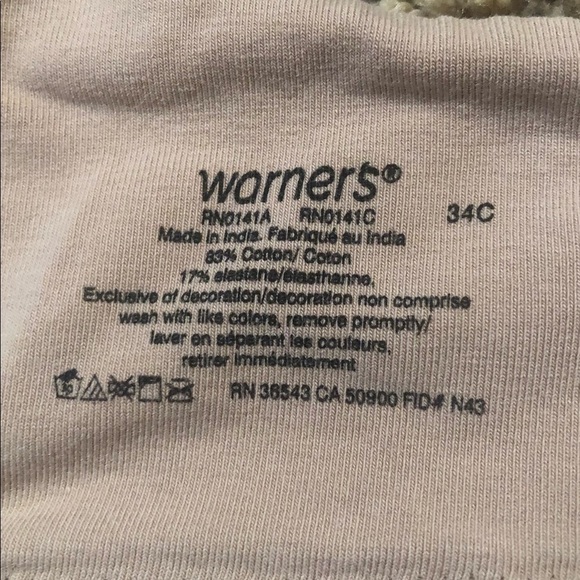 warner's®
RN0141A RN0141C 34C
Made in India. Fabriqué au India
83% Cotton/ Coton
17% elastane/élasthanne,
Exclusive of decoration/decoration non comprise
wash with like colors, remove promptly/
laver en séparant les couleurs,
retirer immédiatement
RN 36543 CA 50900 FID# N43